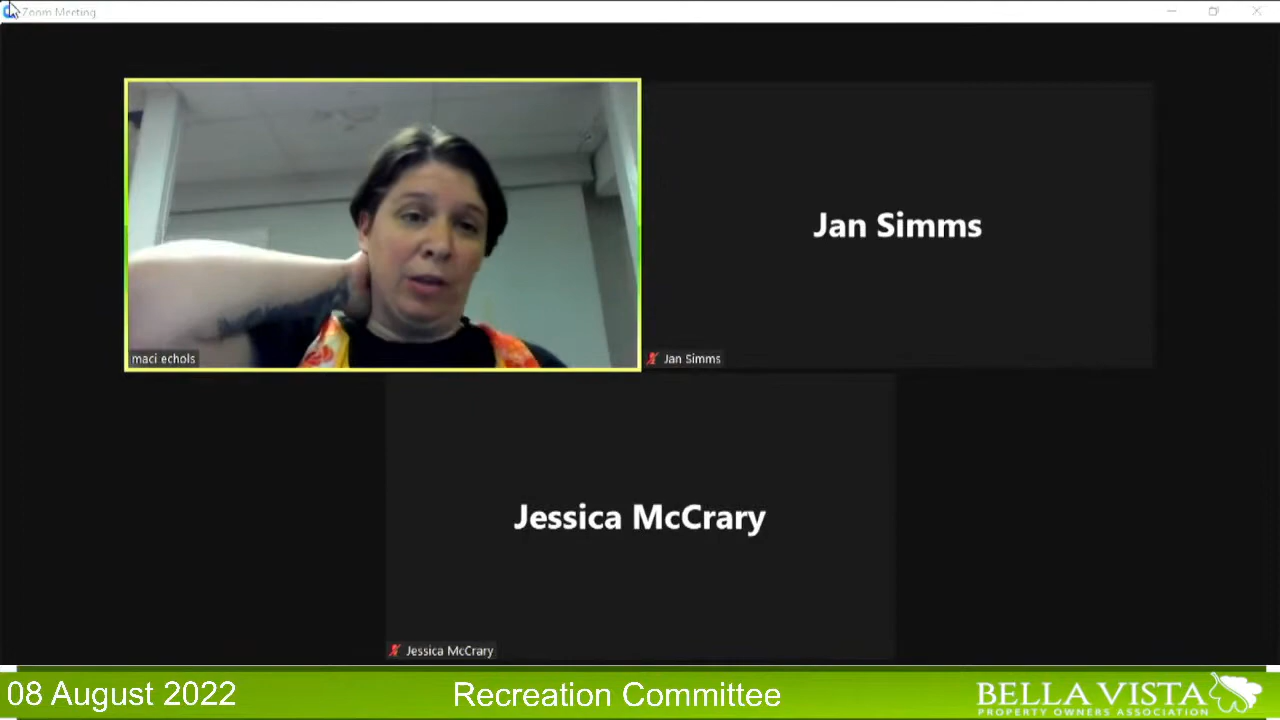 Zoom Meeting
Jan Simms
maci echols
Jan Simms
Jessica McCrary
Jessica McCrary
08 August 2022
Recreation Committee
BELLA VISTA
PROPERTY OWNERS ASSOCIATION